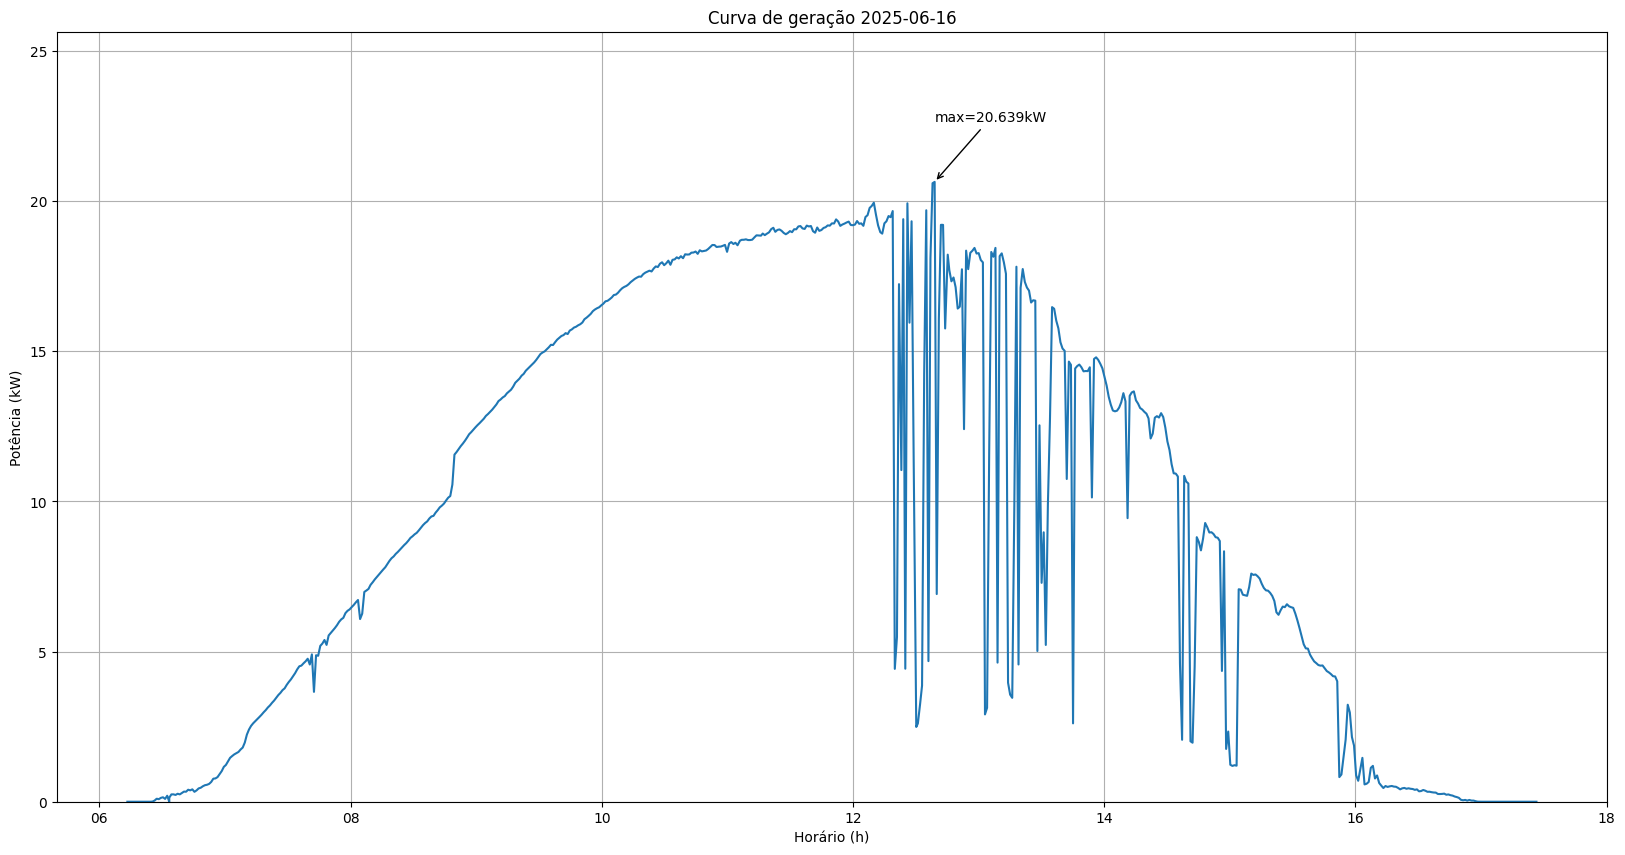 Curva de geração 2025-06-16
25
20
15
10
5
0
Potência (kW)
max=20.639kW
06 08 10 12 14 16 18
Horário (h)